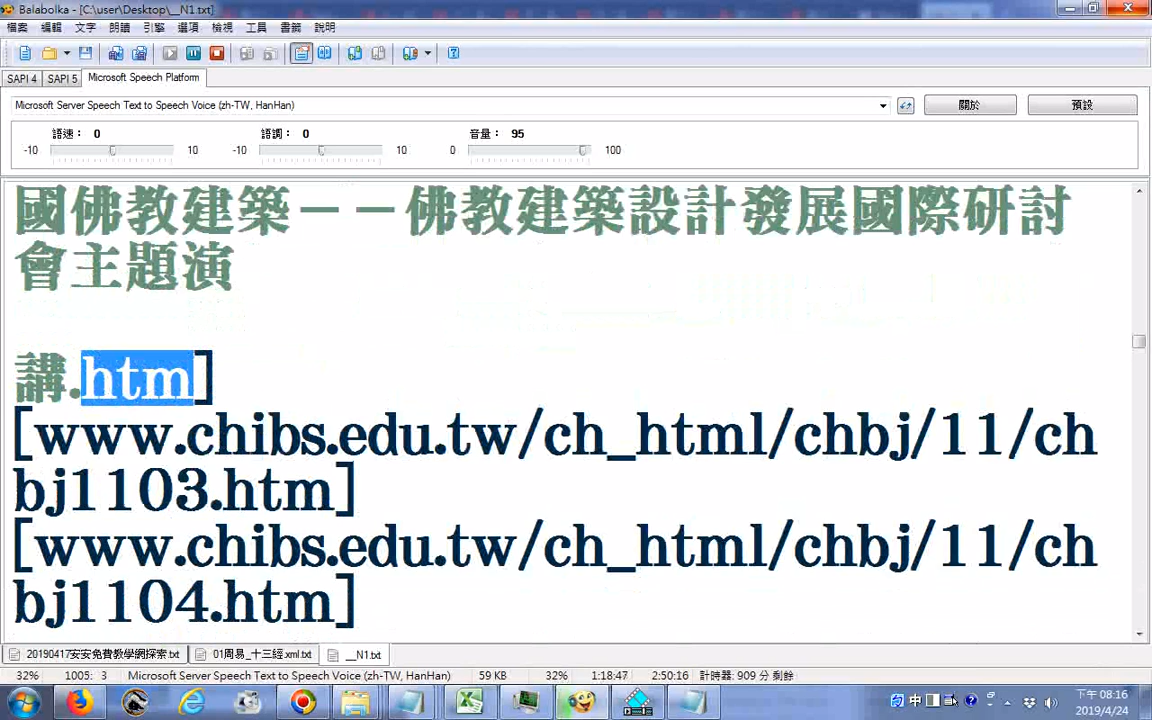 Balabolka - [C:\user\Desktop\__N1.txt]
檔案 編輯 文字 朗讀 引擎 選項 檢視 工具 書籤 說明
SAPI 4 SAPI 5 Microsoft Speech Platform
Microsoft Server Speech Text to Speech Voice (zh-TW, HanHan) 關於 預設
語速： 0 語調： 0 音量： 95
-10 10 -10 10 0 100
國佛教建築－－佛教建築設計發展國際研討
會主題演
講.htm]
[www.chibs.edu.tw/ch_html/chbj/11/ch
bj1103.htm]
[www.chibs.edu.tw/ch_html/chbj/11/ch
bj1104.htm]
20190417安安免費教學網探索.txt 01周易_十三經.xml.txt __N1.txt
32% 1005: 3 Microsoft Server Speech Text to Speech Voice (zh-TW, HanHan) 59 KB 32% 1:18:47 2:50:16 計時器: 909 分 剩餘
中 下午 08:16
2019/4/24